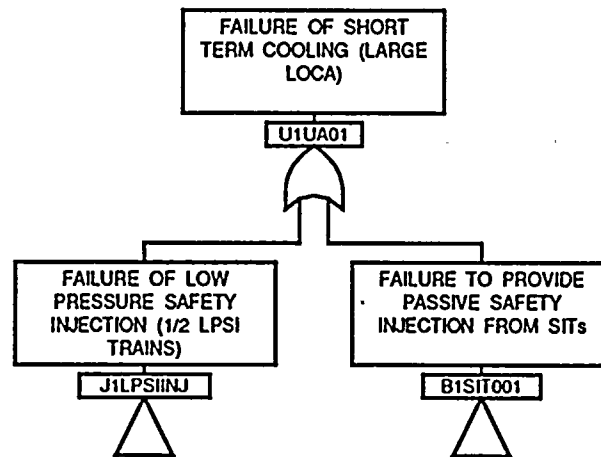 FAILURE OF SHORT
TERM COOLING (LARGE
LOCA)
U1UA01
FAILURE OF LOW
PRESSURE SAFETY
INJECTION (1/2 LPSI
TRAINS)
J1LPSIINJ
FAILURE TO PROVIDE
PASSIVE SAFETY
INJECTION FROM SITs
B1SIT001